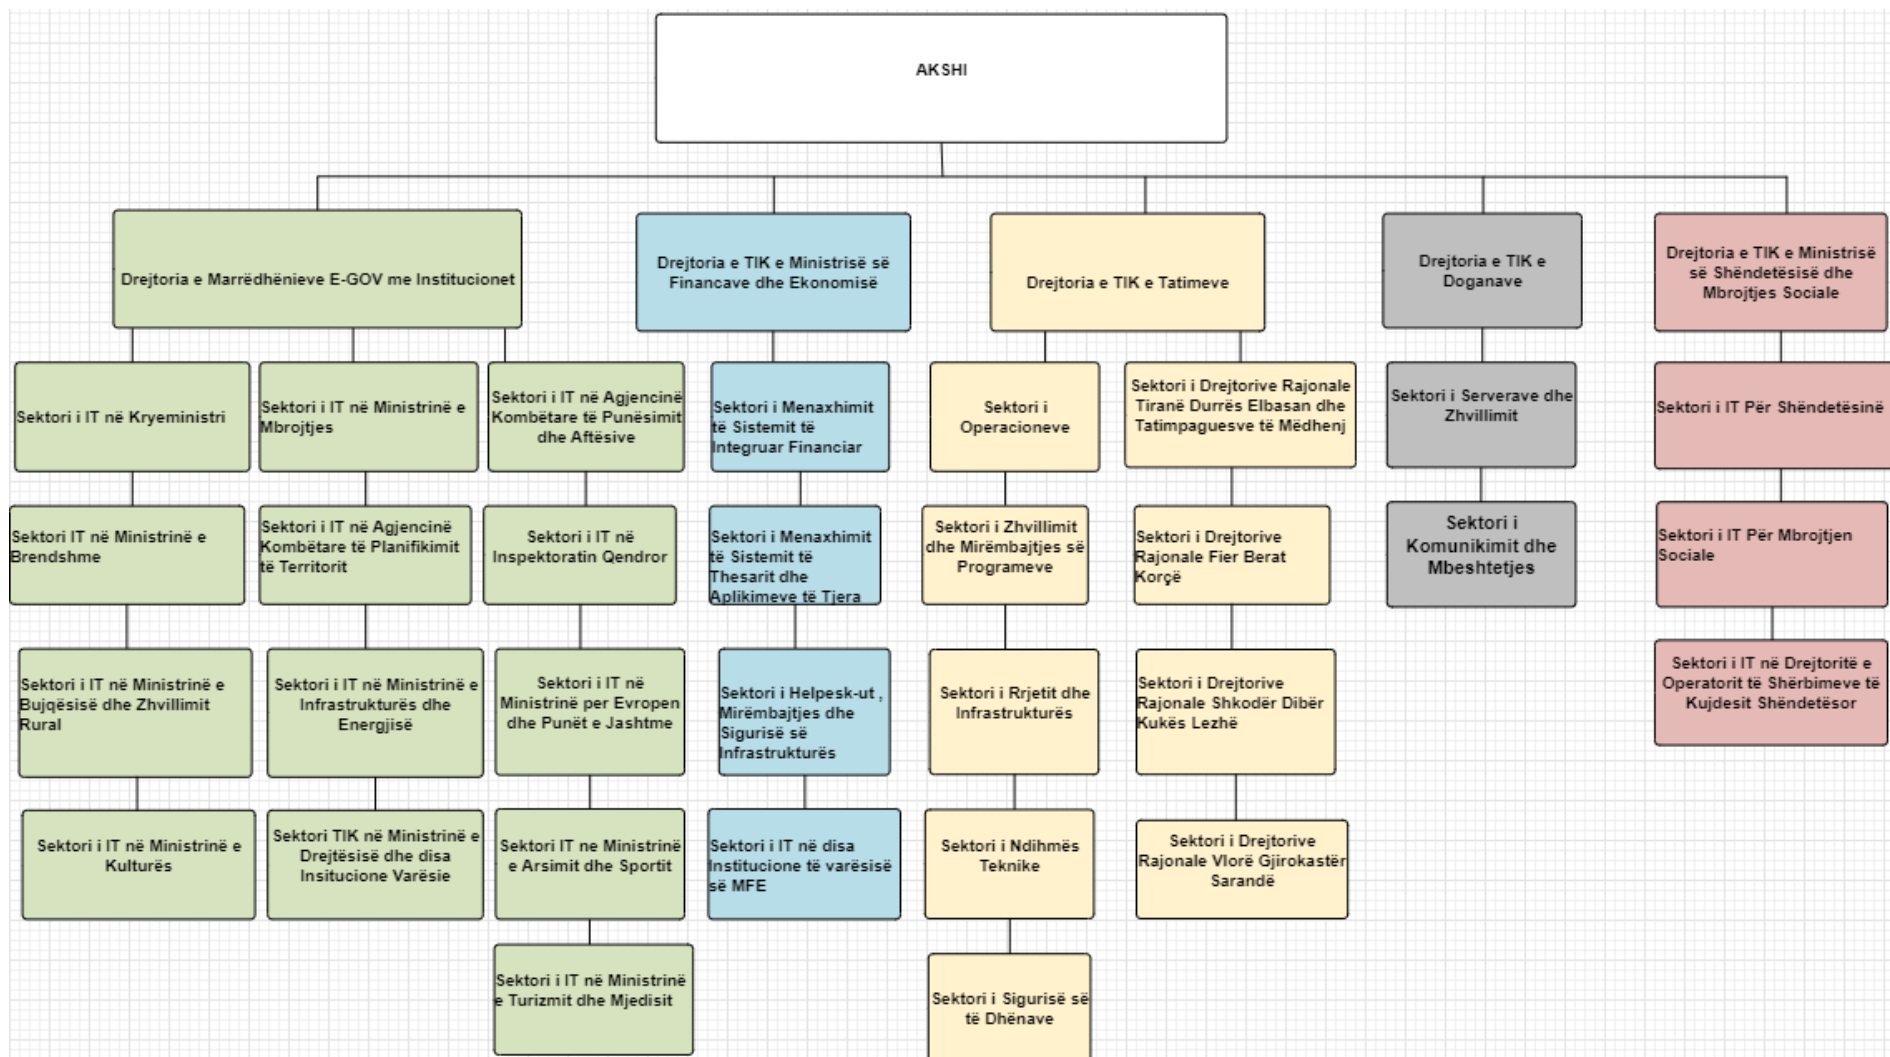 AKSHI
Drejtoria e Marrëdhënieve E-GOV me Institucionet
Drejtoria e TIK e Ministrisë së
Financave dhe Ekonomisë
Drejtoria e TIK e Tatimeve
Drejtoria e TIK e
Doganave
Drejtoria e TIK e Ministrisë
së Shëndetësisë dhe
Mbrojtjes Sociale
Sektori i IT në Kryeministri
Sektori i IT në Ministrinë e
Mbrojtjes
Sektori i IT në Agjencinë
Kombëtare të Punësimit
dhe Aftësive
Sektori i Menaxhimit
të Sistemit të
Integruar Financiar
Sektori i
Operacioneve
Sektori i Drejtorive Rajonale
Tiranë Durrës Elbasan dhe
Tatimpaguesve të Mëdhenj
Sektori i Serverave dhe
Zhvillimit
Sektori i IT Për Shëndetësinë
Sektori IT në Ministrinë e
Brendshme
Sektori i IT në Agjencinë
Kombëtare të Planifikimit
të Territorit
Sektori i IT në
Inspektoratin Qendror
Sektori i Menaxhimit
të Sistemit të
Thesarit dhe
Aplikimeve të Tjera
Sektori i Zhvillimit
dhe Mirëmbajtjes së
Programeve
Sektori i Drejtorive
Rajonale Fier Berat
Korçë
Sektori i
Komunikimit dhe
Mbeshtetjes
Sektori i IT Për Mbrojtjen
Sociale
Sektori i IT në Ministrinë e
Bujqësisë dhe Zhvillimit
Rural
Sektori i IT në Ministrinë e
Infrastrukturës dhe
Energjisë
Sektori i IT në
Ministrinë per Evropen
dhe Punët e Jashtme
Sektori i Helpesk-ut ,
Mirëmbajtjes dhe
Sigurisë së
Infrastrukturës
Sektori i Rrjetit dhe
Infrastrukturës
Sektori i Drejtorive
Rajonale Shkodër Dibër
Kukës Lezhë
Sektori i IT në Drejtoritë e
Operatorit të Shërbimeve të
Kujdesit Shëndetësor
Sektori i IT në Ministrinë e
Kulturës
Sektori TIK në Ministrinë e
Drejtësisë dhe disa
Insitucione Varësie
Sektori IT ne Ministrinë
e Arsimit dhe Sportit
Sektori i IT në disa
Institucione të varësisë
së MFE
Sektori i Ndihmës
Teknike
Sektori i Drejtorive
Rajonale Vlorë Gjirokastër
Sarandë
Sektori i IT në Ministrinë
e Turizmit dhe Mjedisit
Sektori i Sigurisë së
të Dhënave